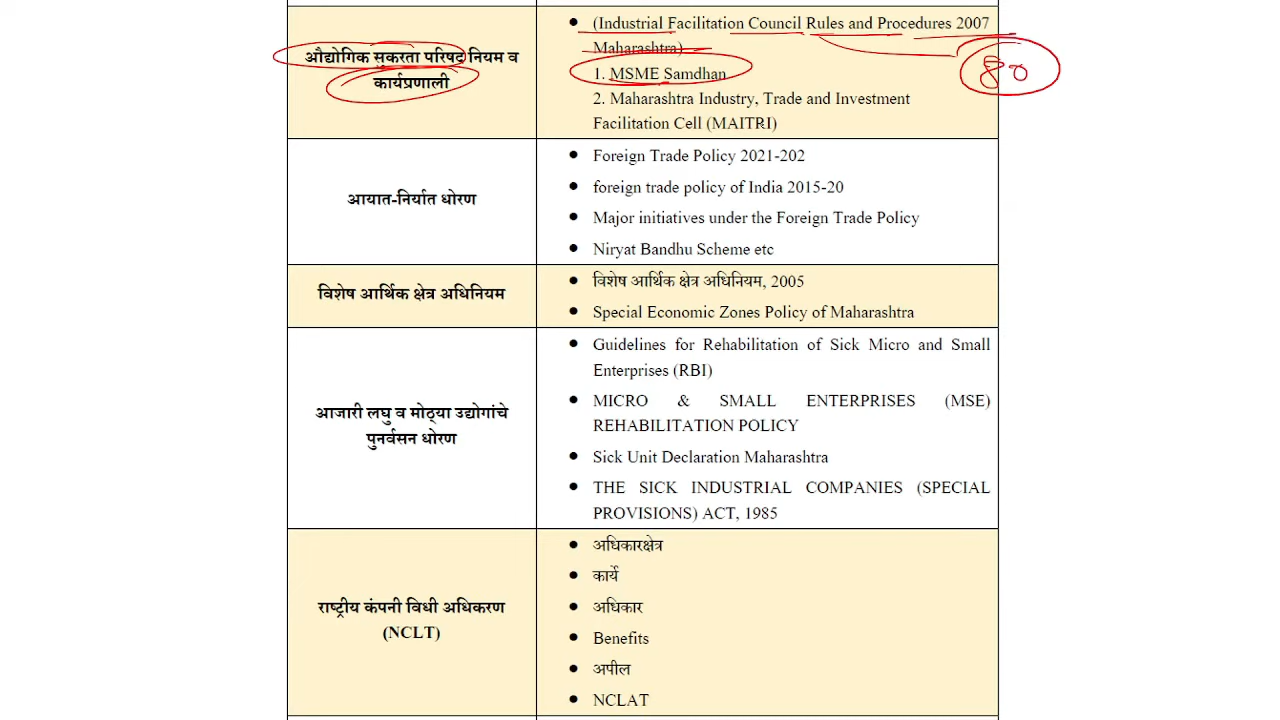 (Industrial Facilitation Council Rules and Procedures 2007
Maharashtra)
औद्योगिक सुकरता परिषद नियम व
कार्यप्रणाली
1. MSME Samdhan
2. Maharashtra Industry, Trade and Investment
Facilitation Cell (MAITRI)
आयात-निर्यात धोरण
Foreign Trade Policy 2021-202
foreign trade policy of India 2015-20
Major initiatives under the Foreign Trade Policy
Niryat Bandhu Scheme etc
विशेष आर्थिक क्षेत्र अधिनियम
विशेष आर्थिक क्षेत्र अधिनियम, 2005
Special Economic Zones Policy of Maharashtra
आजारी लघु व मोठ्या उद्योगांचे
पुनर्वसन धोरण
Guidelines for Rehabilitation of Sick Micro and Small
Enterprises (RBI)
MICRO & SMALL ENTERPRISES (MSE)
REHABILITATION POLICY
Sick Unit Declaration Maharashtra
THE SICK INDUSTRIAL COMPANIES (SPECIAL
PROVISIONS) ACT, 1985
राष्ट्रीय कंपनी विधी अधिकरण
(NCLT)
अधिकारक्षेत्र
कार्ये
अधिकार
Benefits
अपील
NCLAT